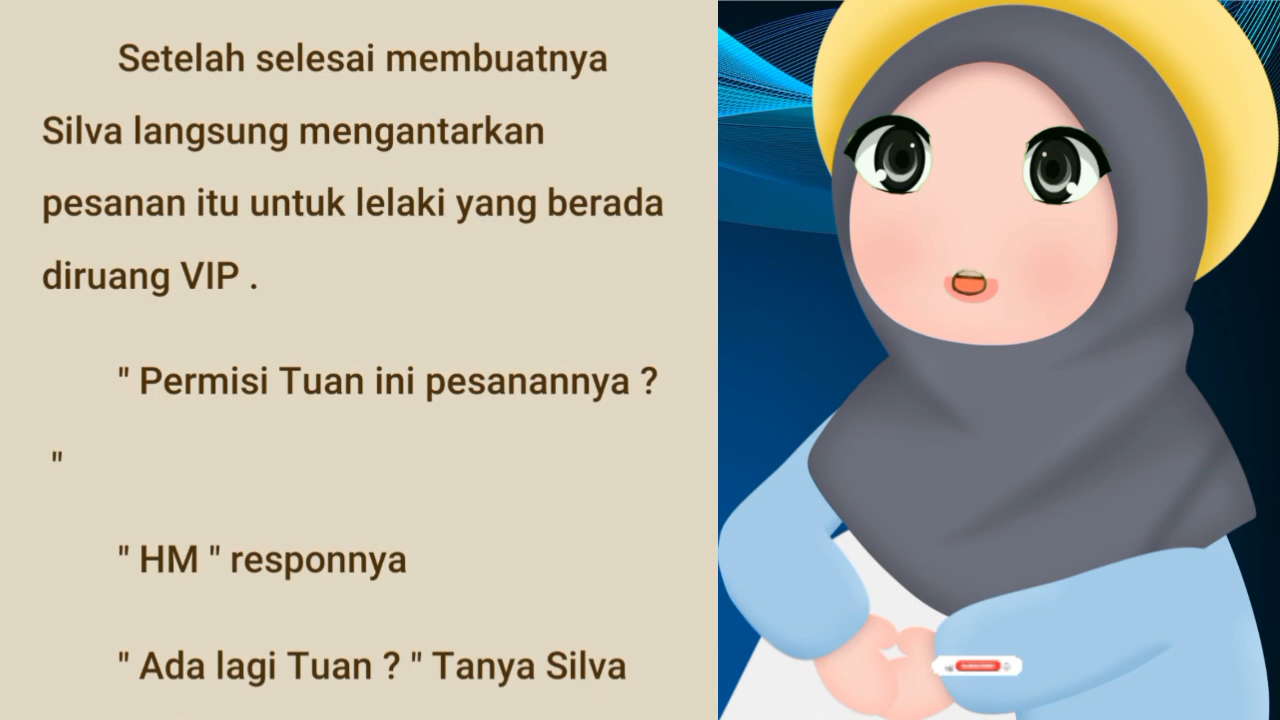 Setelah selesai membuatnya
Silva langsung mengantarkan
pesanan itu untuk lelaki yang berada
diruang VIP .
" Permisi Tuan ini pesanannya ?
"
" HM " responnya
" Ada lagi Tuan ? " Tanya Silva